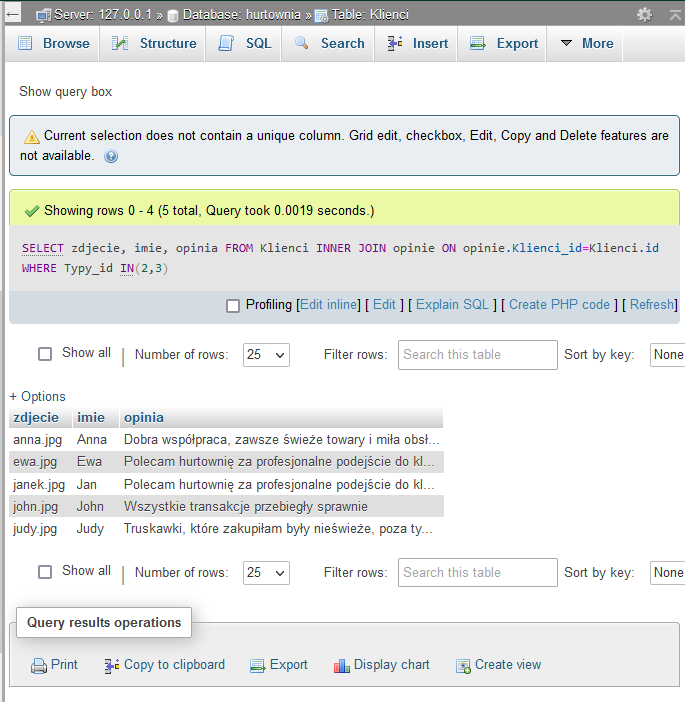 Server: 127.0.0.1 » Database: hurtownia » Table: Klienci
Browse Structure SQL Search Insert Export More
Show query box
Current selection does not contain a unique column. Grid edit, checkbox, Edit, Copy and Delete features are
not available.
Showing rows 0 - 4 (5 total, Query took 0.0019 seconds.)
SELECT zdjecie, imie, opinia FROM Klienci INNER JOIN opinie ON opinie.Klienci_id=Klienci.id
WHERE Typy_id IN(2,3)
Profiling [Edit inline] [ Edit ] [ Explain SQL ] [ Create PHP code ] [ Refresh]
Show all Number of rows: 25 Filter rows: Search this table Sort by key: None
+ Options
zdjecie imie opinia
anna.jpg Anna Dobra współpraca, zawsze świeże towary i miła obsł...
ewa.jpg Ewa Polecam hurtownię za profesjonalne podejście do kl...
janek.jpg Jan Polecam hurtownię za profesjonalne podejście do kl...
john.jpg John Wszystkie transakcje przebiegły sprawnie
judy.jpg Judy Truskawki, które zakupiłam były nieświeże, poza ty...
Show all Number of rows: 25 Filter rows: Search this table Sort by key: None
Query results operations
Print Copy to clipboard Export Display chart Create view